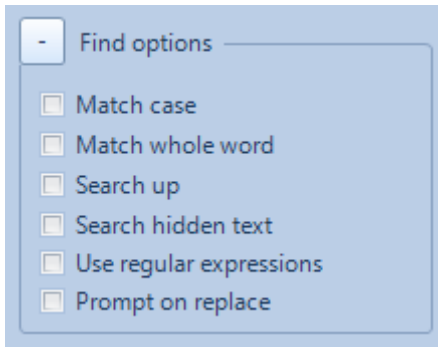 - Find options
Match case
Match whole word
Search up
Search hidden text
Use regular expressions
Prompt on replace